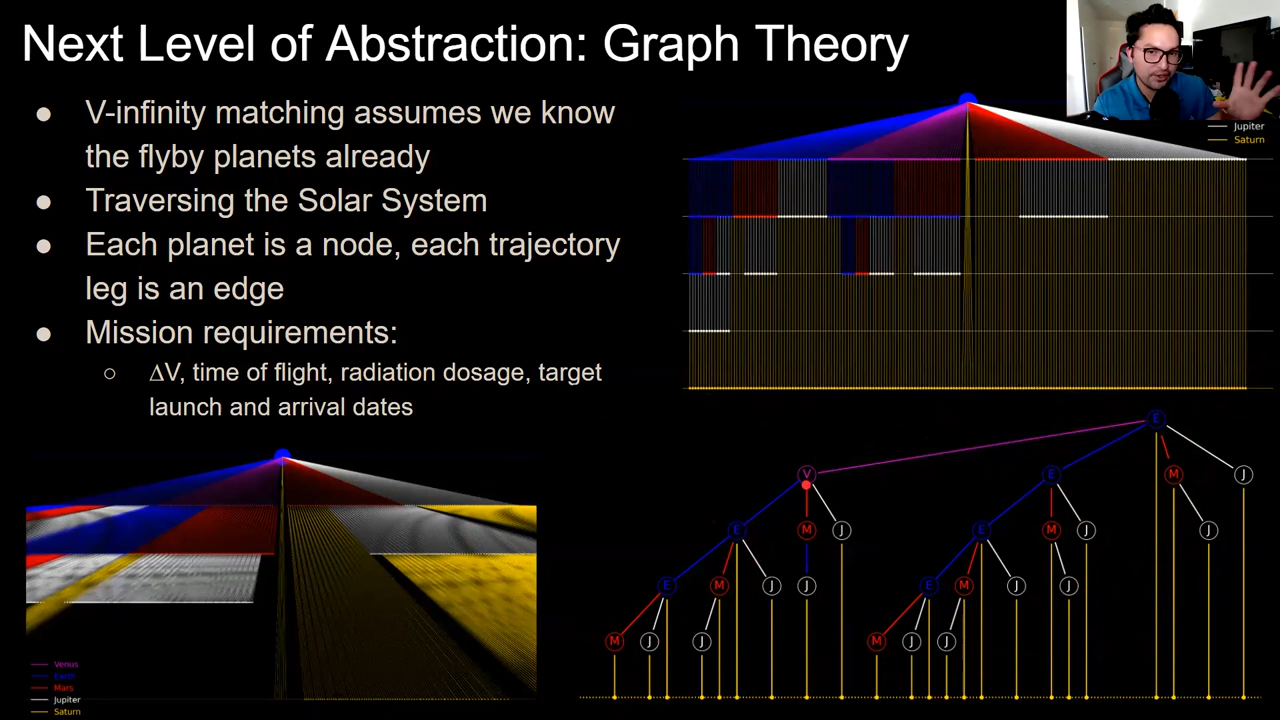 Next Level of Abstraction: Graph Theory
● V-infinity matching assumes we know
the flyby planets already
● Traversing the Solar System
● Each planet is a node, each trajectory
leg is an edge
● Mission requirements:
○ ΔV, time of flight, radiation dosage, target
launch and arrival dates
Jupiter
Saturn
E
V E M J
E M J E M J J
E M J J E M J J
M J J M J J
Venus
Earth
Mars
Jupiter
Saturn